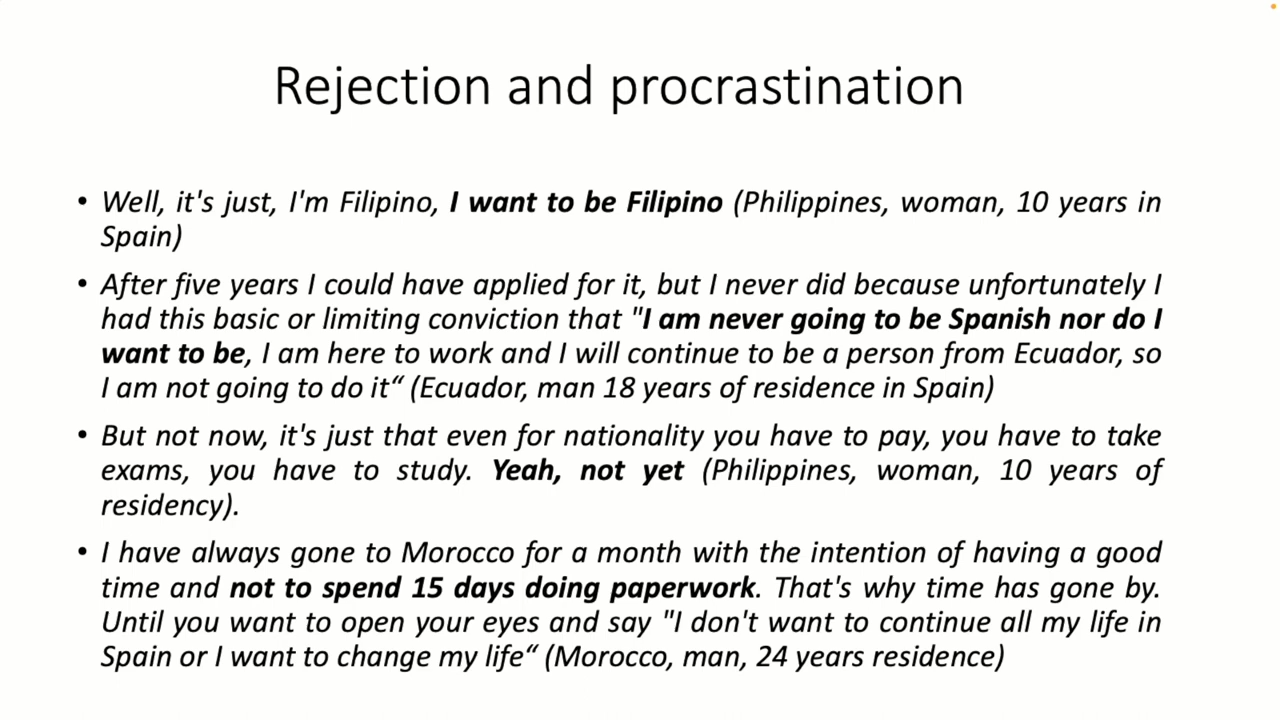 Rejection and procrastination
• Well, it's just, I'm Filipino, I want to be Filipino (Philippines, woman, 10 years in
Spain)
• After five years I could have applied for it, but I never did because unfortunately I
had this basic or limiting conviction that "I am never going to be Spanish nor do I
want to be, I am here to work and I will continue to be a person from Ecuador, so
I am not going to do it“ (Ecuador, man 18 years of residence in Spain)
• But not now, it's just that even for nationality you have to pay, you have to take
exams, you have to study. Yeah, not yet (Philippines, woman, 10 years of
residency).
• I have always gone to Morocco for a month with the intention of having a good
time and not to spend 15 days doing paperwork. That's why time has gone by.
Until you want to open your eyes and say "I don't want to continue all my life in
Spain or I want to change my life“ (Morocco, man, 24 years residence)